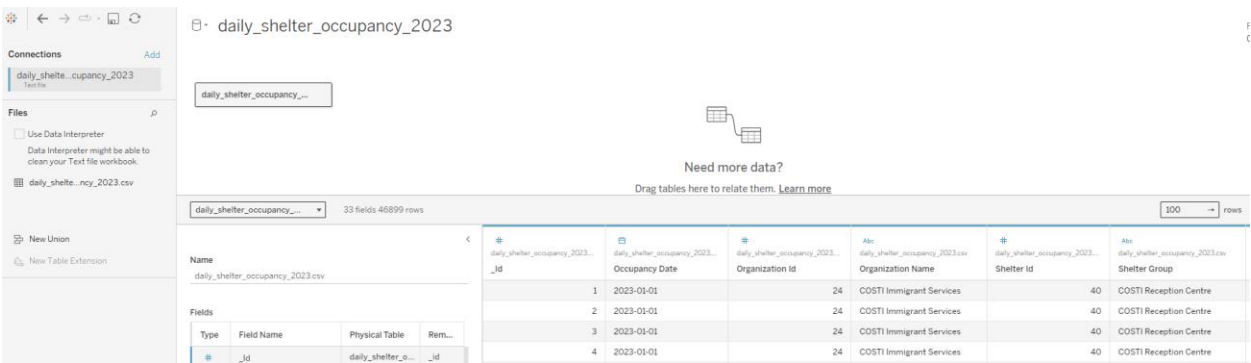 daily_shelter_occupancy_2023
Connections Add
daily_shelte...cupancy_2023
Text file
Files
Use Data Interpreter
Data Interpreter might be able to
clean your Text file workbook.
daily_shelte...ncy_2023.csv
New Union
New Table Extension
daily_shelter_occupancy_...
Need more data?
Drag tables here to relate them. Learn more
daily_shelter_occupancy_... 33 fields 46899 rows 100 → rows
Name
daily_shelter_occupancy_2023.csv
Fields
Type Field Name Physical Table Rem...
# _Id daily_shelter_o... _id
# # # Abc # Abc
daily_shelter_occupancy_2023... daily_shelter_occupancy_2023... daily_shelter_occupancy_2023... daily_shelter_occupancy_2023.csv daily_shelter_occupancy_2023... daily_shelter_occupancy_2023.csv
_Id Occupancy Date Organization Id Organization Name Shelter Id Shelter Group
1 2023-01-01 24 COSTI Immigrant Services 40 COSTI Reception Centre
2 2023-01-01 24 COSTI Immigrant Services 40 COSTI Reception Centre
3 2023-01-01 24 COSTI Immigrant Services 40 COSTI Reception Centre
4 2023-01-01 24 COSTI Immigrant Services 40 COSTI Reception Centre